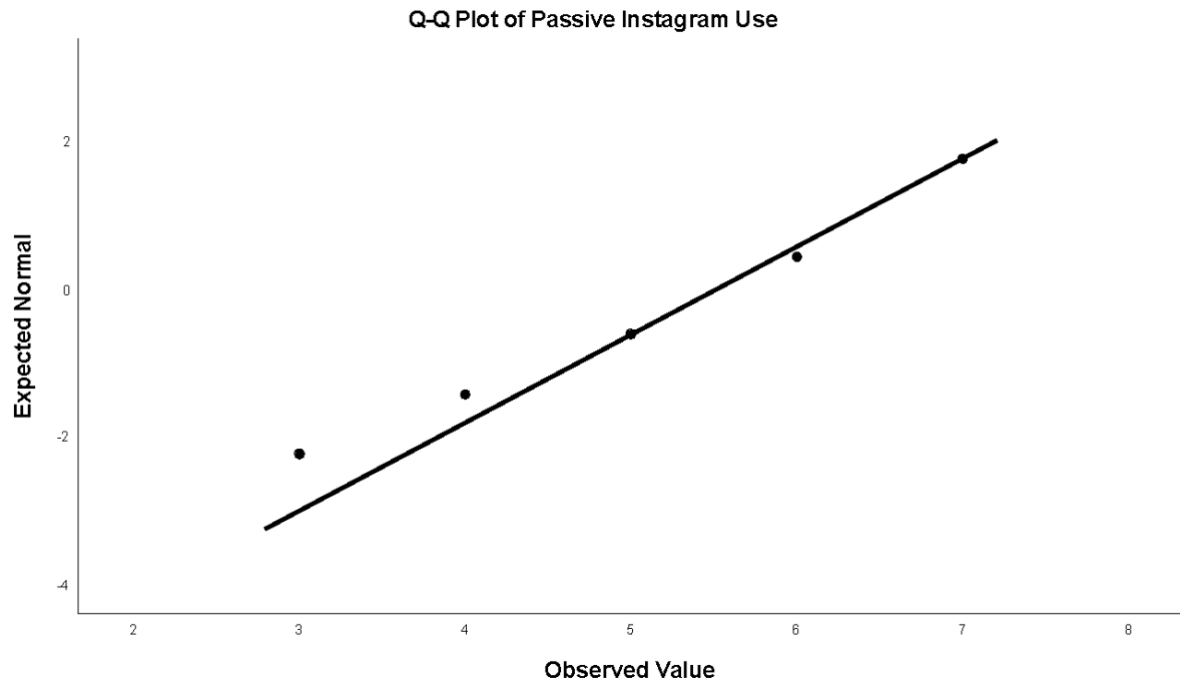 Q-Q Plot of Passive Instagram Use
Expected Normal
2
0
-2
-4
2 3 4 5 6 7 8
Observed Value